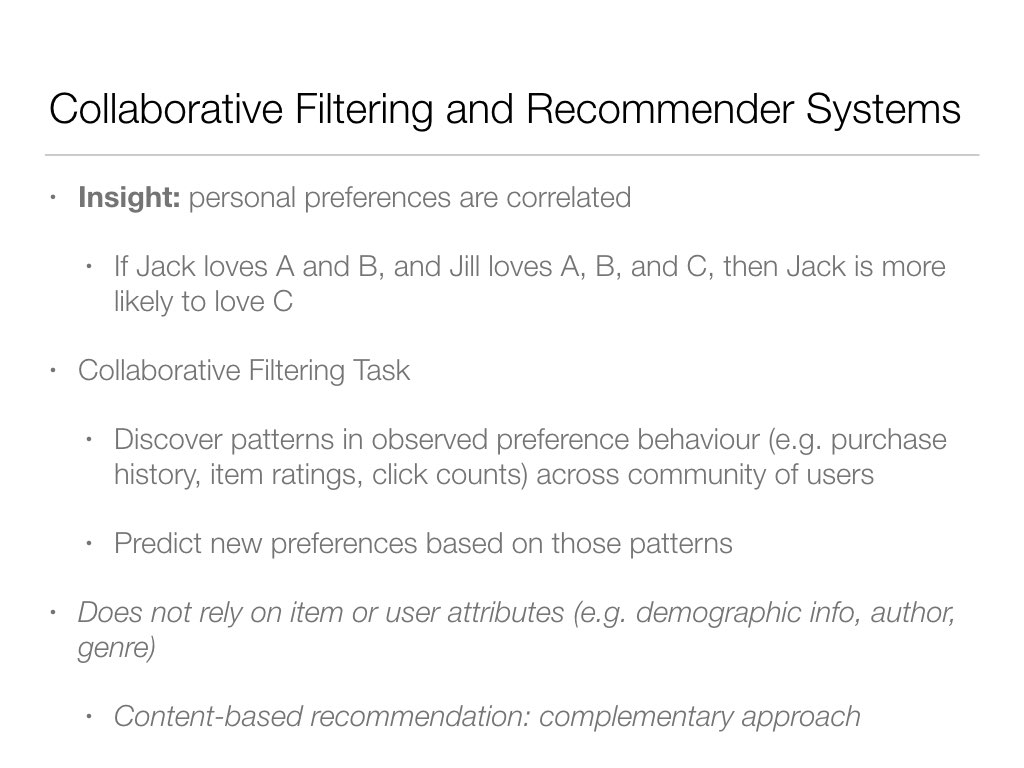 Collaborative Filtering and Recommender Systems
• Insight: personal preferences are correlated
• If Jack loves A and B, and Jill loves A, B, and C, then Jack is more
likely to love C
• Collaborative Filtering Task
• Discover patterns in observed preference behaviour (e.g. purchase
history, item ratings, click counts) across community of users
• Predict new preferences based on those patterns
• Does not rely on item or user attributes (e.g. demographic info, author,
genre)
• Content-based recommendation: complementary approach